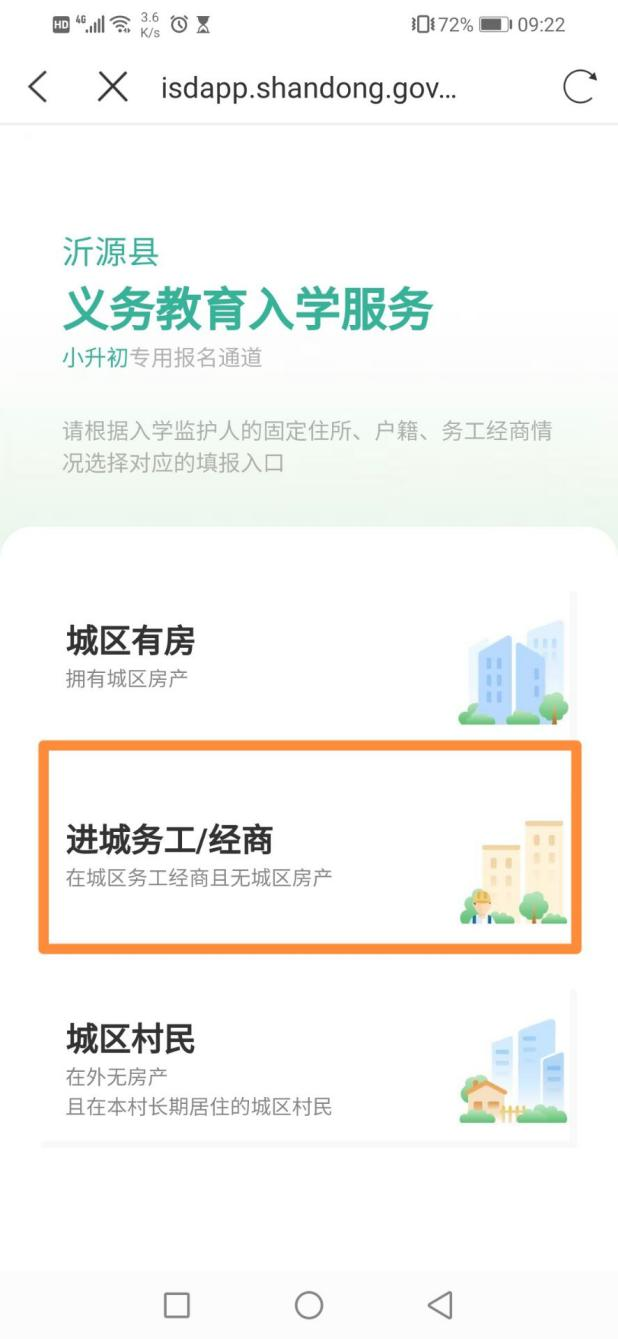 HD 4G 3.6 K/s 72% 09:22
isdapp.shandong.gov...
沂源县
义务教育入学服务
小升初专用报名通道
请根据入学监护人的固定住所、户籍、务工经商情
况选择对应的填报入口
城区有房
拥有城区房产
进城务工/经商
在城区务工经商且无城区房产
城区村民
在外无房产
且在本村长期居住的城区村民